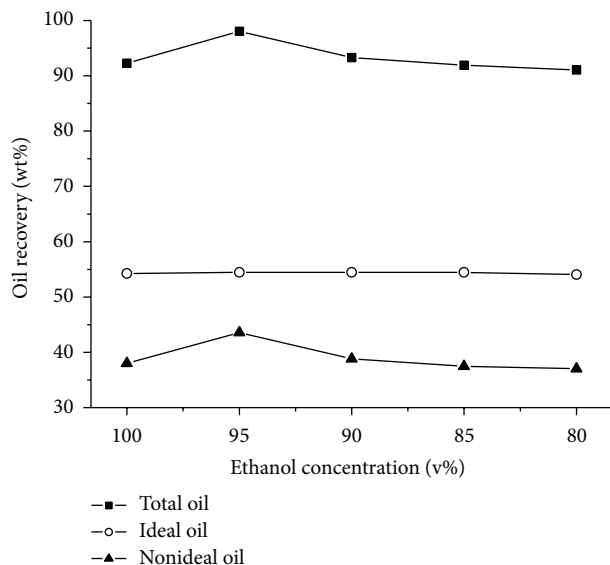 100
90
80
70
60
50
40
30
Oil recovery (wt%)
100 95 90 85 80
Ethanol concentration (v%)
Total oil
Ideal oil
Nonideal oil